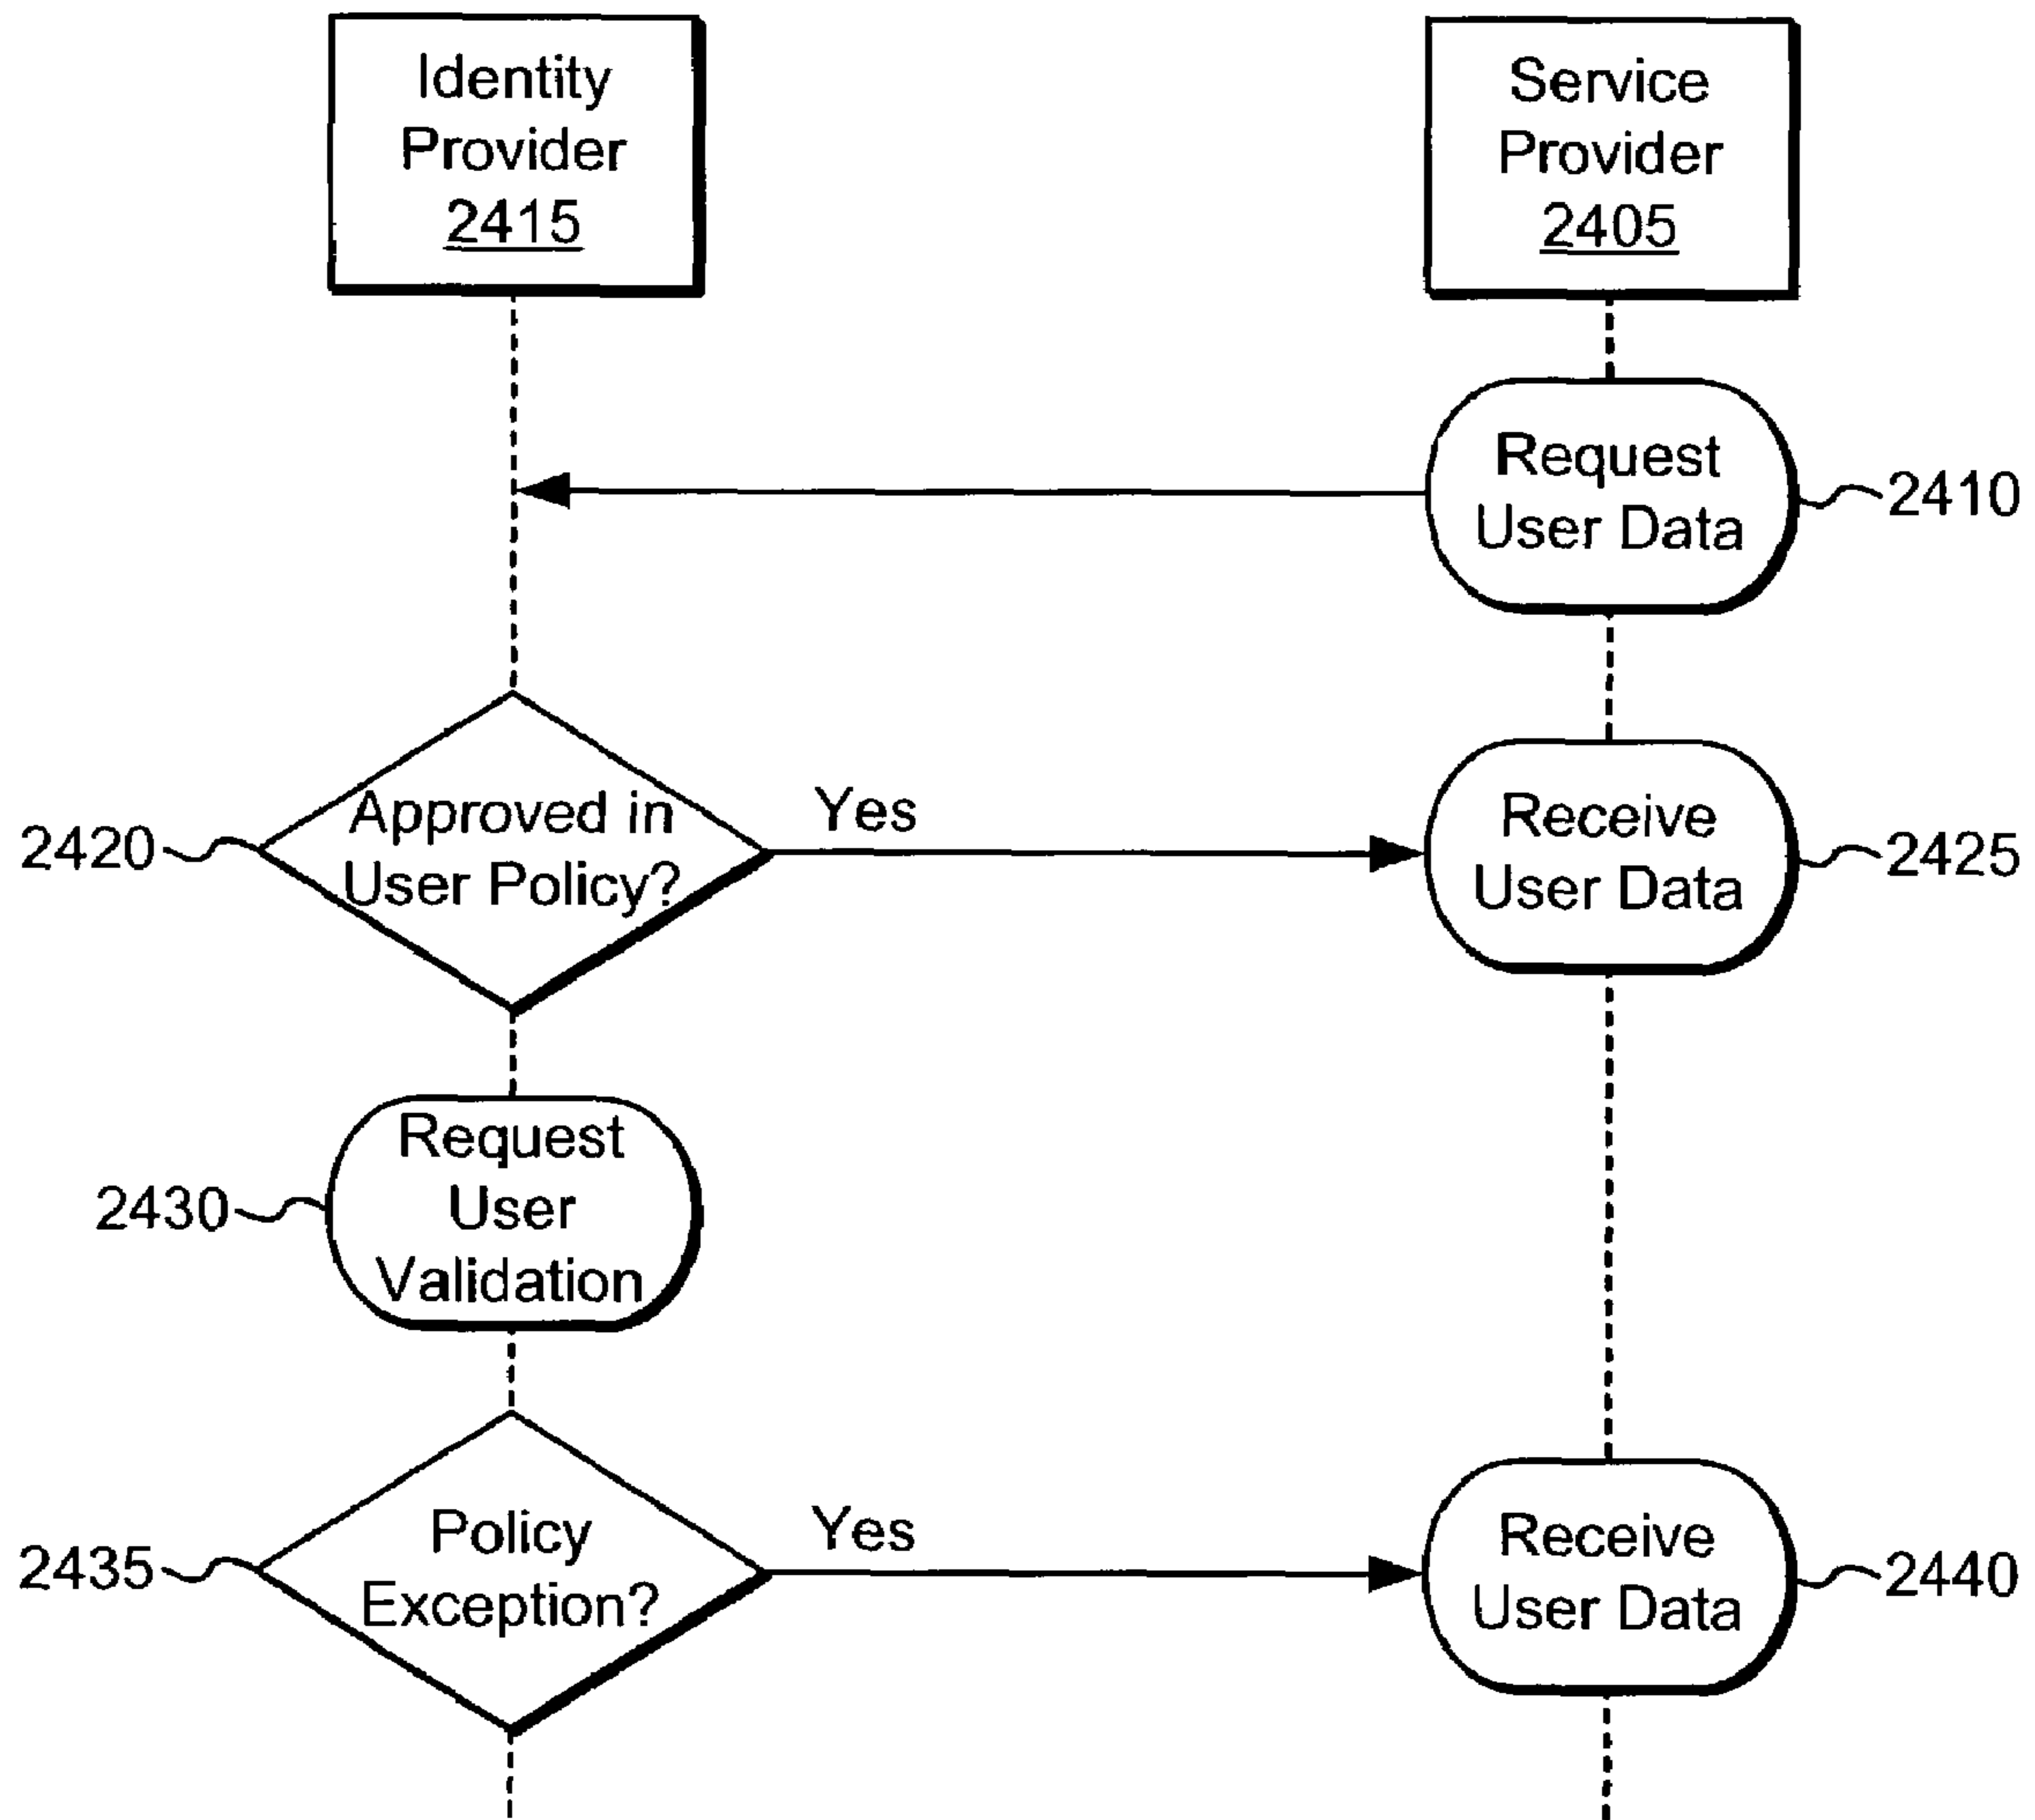 Identity
Provider
2415
Service
Provider
2405
Request
User Data
2410
2420
Approved in
User Policy?
Yes
Receive
User Data
2425
2430
Request
User
Validation
2435
Policy
Exception?
Yes
Receive
User Data
2440